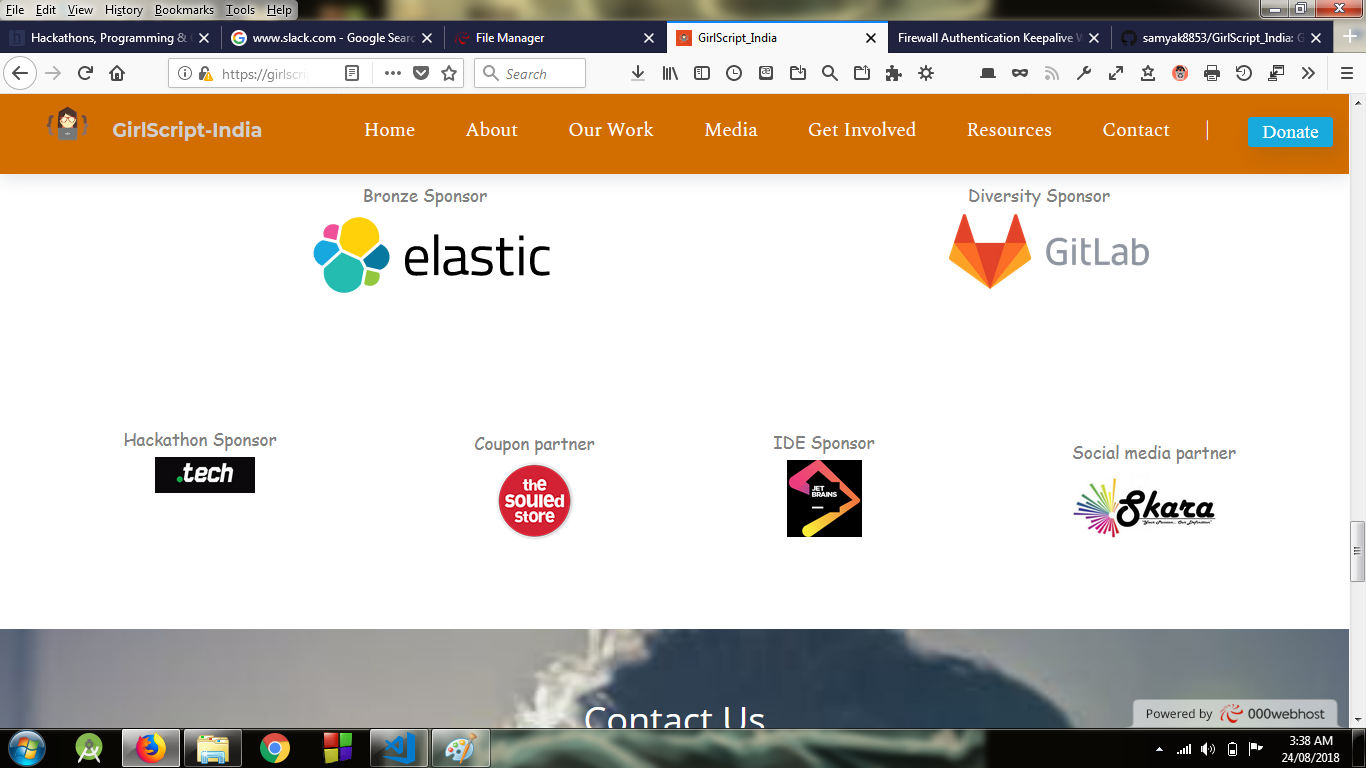 File Edit View History Bookmarks Tools Help
Hackathons, Programming &
www.slack.com - Google Sear
File Manager
GirlScript_India
Firewall Authentication Keepalive
samyak8853/GirlScript_India: G
https://girlscri
Search
GirlScript-India
Home About Our Work Media Get Involved Resources Contact
Donate
Bronze Sponsor
Diversity Sponsor
elastic
GitLab
Hackathon Sponsor
Coupon partner
IDE Sponsor
Social media partner
.tech
the
souled
store
JET
BRAINS
Skara
Contact Us
Powered by 000webhost
3:38 AM
24/08/2018